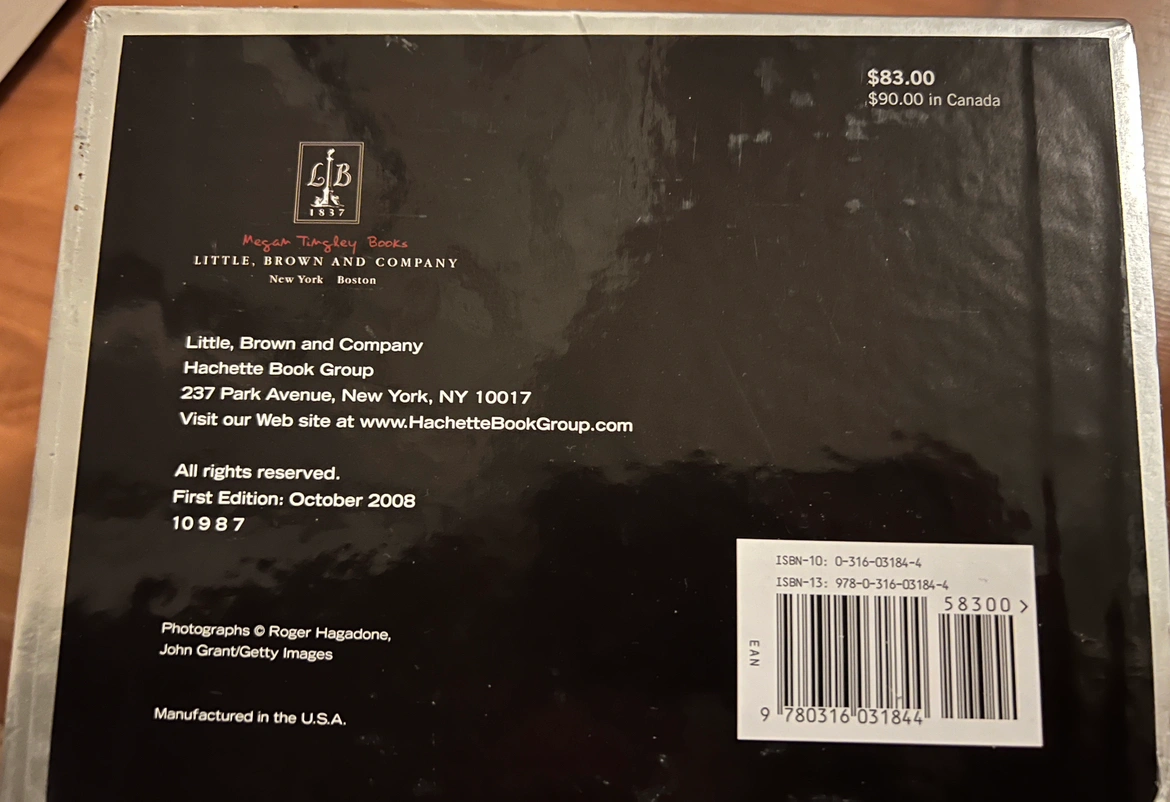 $83.00
$90.00 in Canada
L B
1837
Megan Tingley Books
LITTLE, BROWN AND COMPANY
New York Boston
Little, Brown and Company
Hachette Book Group
237 Park Avenue, New York, NY 10017
Visit our Web site at www.HachetteBookGroup.com
All rights reserved.
First Edition: October 2008
10 9 8 7
Photographs © Roger Hagadone,
John Grant/Getty Images
Manufactured in the U.S.A.
ISBN-10: 0-316-03184-4
ISBN-13: 978-0-316-03184-4
58300 >
EAN
9 780316 031844